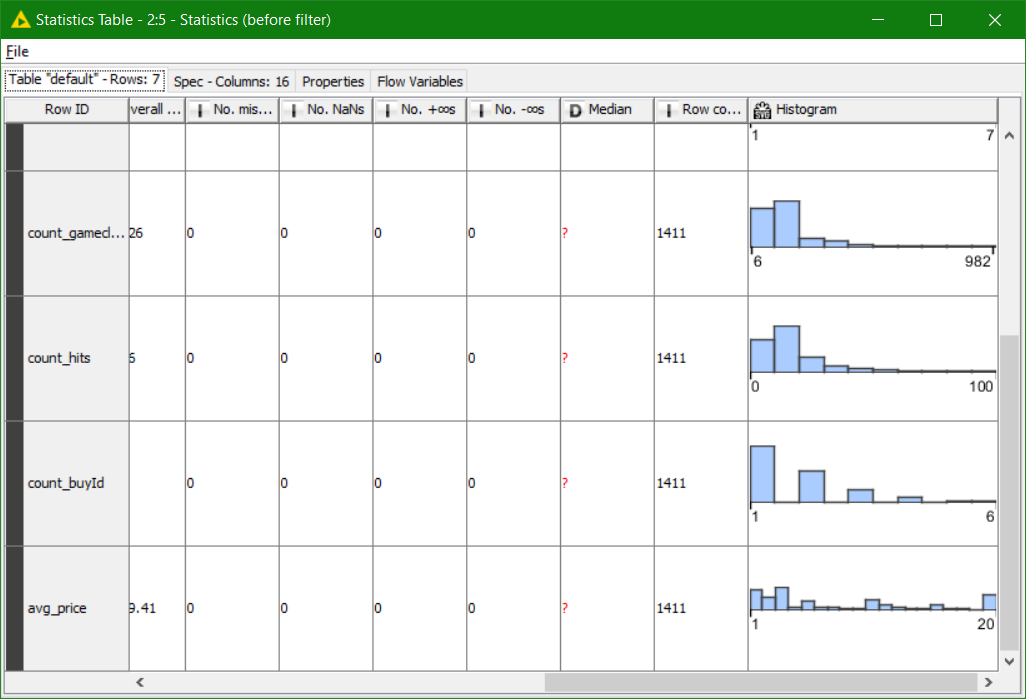 Statistics Table - 2:5 - Statistics (before filter)
File
Table "default" - Rows: 7 Spec - Columns: 16 Properties Flow Variables
Row ID verall ... No. mis... No. NaNs No. +∞s No. -∞s D Median Row co... Histogram
1 7
count_gamecl... 26 0 0 0 0 ? 1411
6 982
count_hits 6 0 0 0 0 ? 1411
0 100
count_buyId 0 0 0 0 ? 1411
1 6
avg_price 9.41 0 0 0 0 ? 1411
1 20